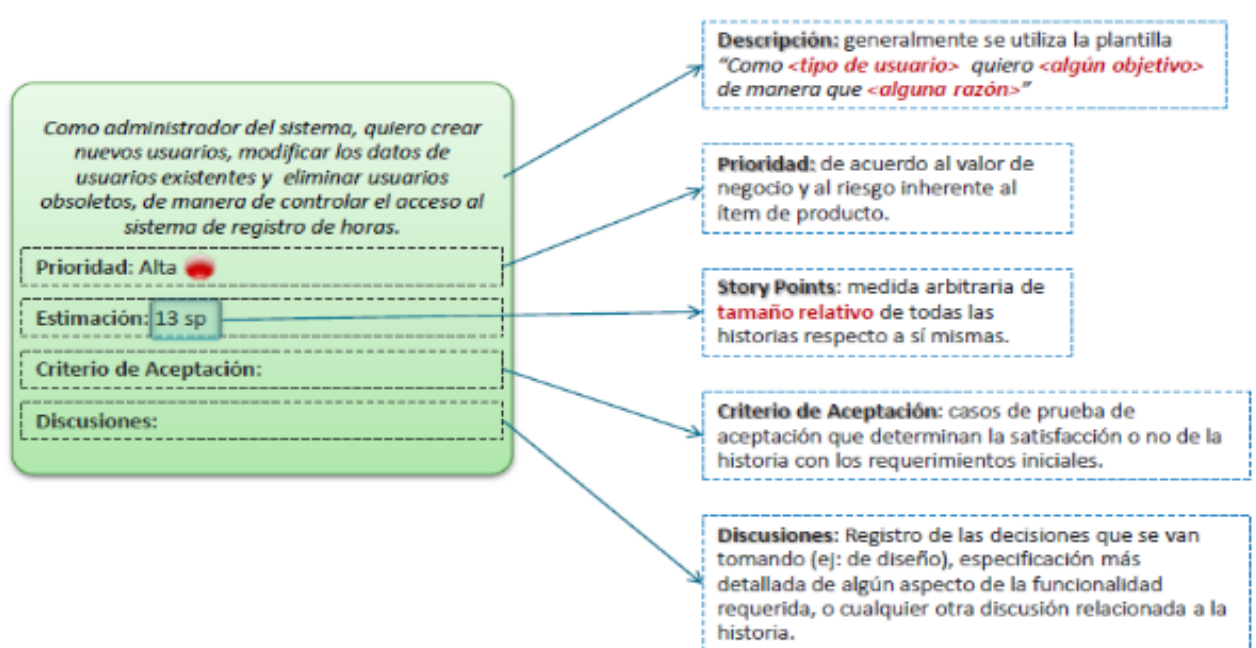 Como administrador del sistema, quiero crear
nuevos usuarios, modificar los datos de
usuarios existentes y eliminar usuarios
obsoletos, de manera de controlar el acceso al
sistema de registro de horas.
Prioridad: Alta
Estimación: 13 sp
Criterio de Aceptación:
Discusiones:
Descripción: generalmente se utiliza la plantilla
“Como <tipo de usuario> quiero <algún objetivo>
de manera que <alguna razón>”
Prioridad: de acuerdo al valor de
negocio y al riesgo inherente al
ítem de producto.
Story Points: medida arbitraria de
tamaño relativo de todas las
historias respecto a sí mismas.
Criterio de Aceptación: casos de prueba de
aceptación que determinan la satisfacción o no de la
historia con los requerimientos iniciales.
Discusiones: Registro de las decisiones que se van
tomando (ej: de diseño), especificación más
detallada de algún aspecto de la funcionalidad
requerida, o cualquier otra discusión relacionada a la
historia.